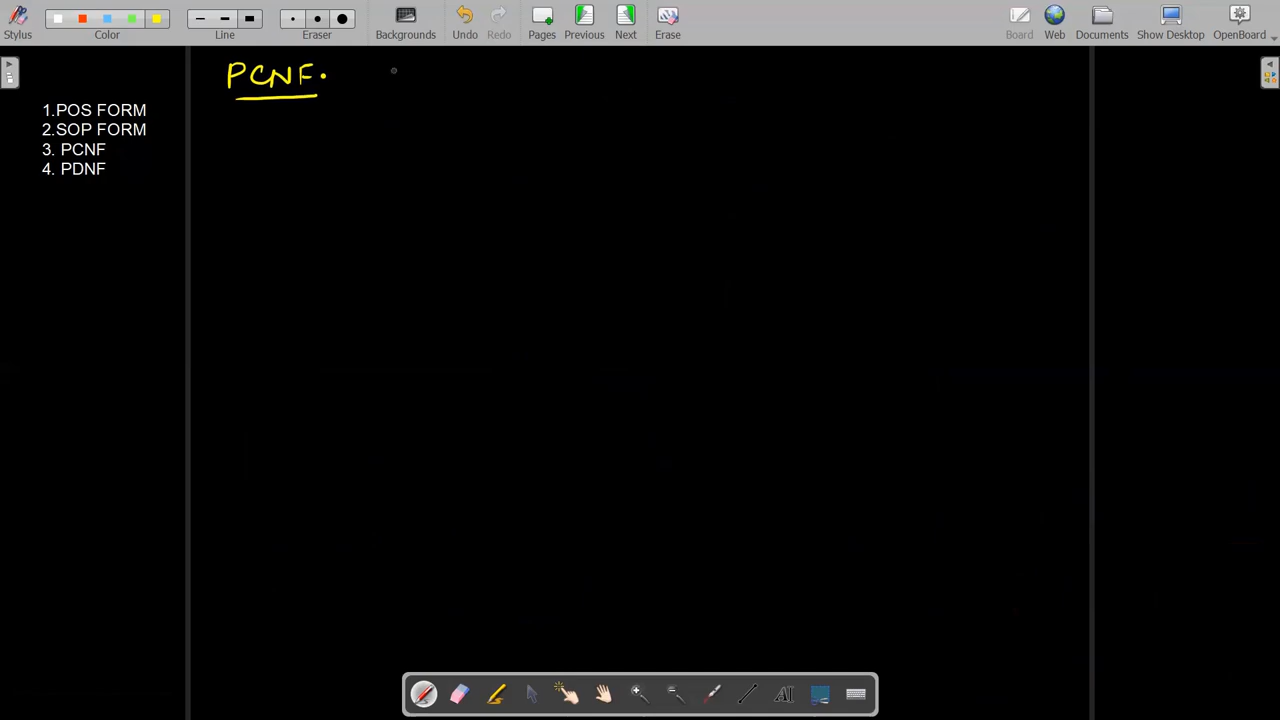 Stylus Color Line Eraser Backgrounds Undo Redo Pages Previous Next Erase Board Web Documents Show Desktop OpenBoard
PCNF.
1.POS FORM
2.SOP FORM
3. PCNF
4. PDNF
AI